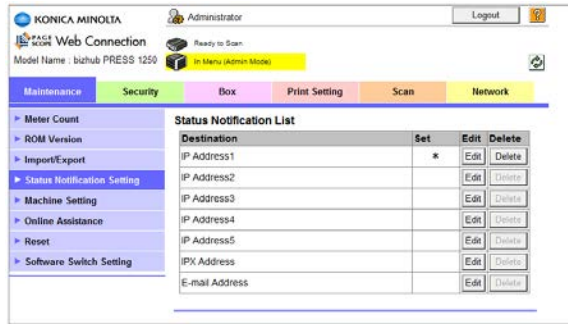 KONICA MINOLTA
Administrator
Logout
?
PAGE SCOPE Web Connection
Ready to Scan
Model Name : bizhub PRESS 1250
In Menu (Admin Mode)
Maintenance Security Box Print Setting Scan Network
Meter Count
ROM Version
Import/Export
Status Notification Setting
Machine Setting
Online Assistance
Reset
Software Switch Setting
Status Notification List
Destination Set Edit Delete
IP Address1 * Edit Delete
IP Address2 Edit Delete
IP Address3 Edit Delete
IP Address4 Edit Delete
IP Address5 Edit Delete
IPX Address Edit Delete
E-mail Address Edit Delete